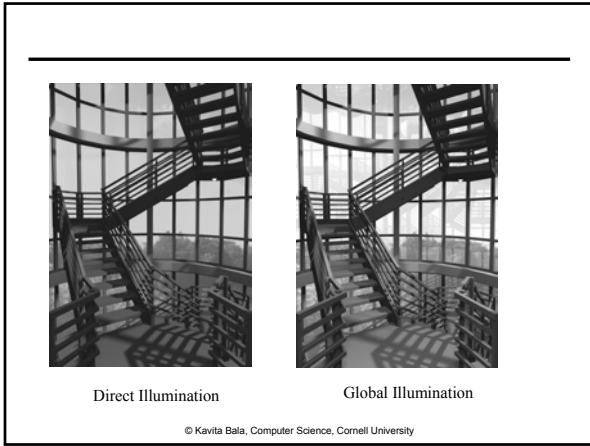 Direct Illumination
Global Illumination
© Kavita Bala, Computer Science, Cornell University